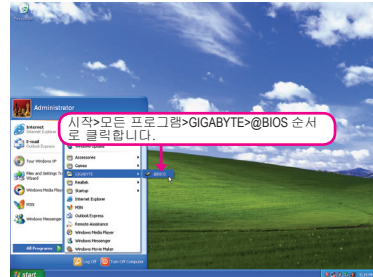 Administrator
Internet
Internet Explorer
E-mail
Outlook Express
Tour Windows XP
Files and Settings Tr
Wizard
Windows Media Player
MSN
Windows Messenger
All Programs
Windows Update
Accessories
Games
GIGABYTE
Realtek
Startup
Internet Explorer
MSN
Outlook Express
Remote Assistance
Windows Media Player
Windows Messenger
Windows Movie Maker
@BIOS
시작>모든 프로그램>GIGABYTE>@BIOS 순서
로 클릭합니다.
Log Off
Turn Off Computer
start